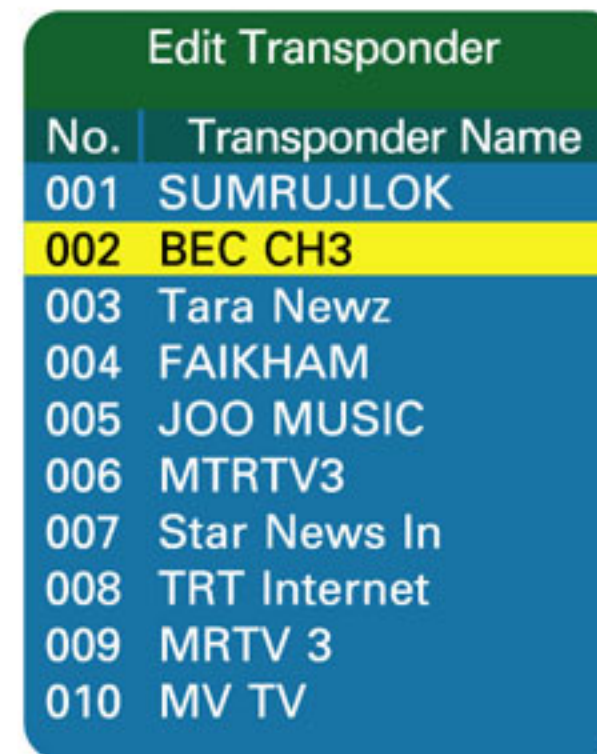 Edit Transponder
No. Transponder Name
001 SUMRUJLOK
002 BEC CH3
003 Tara Newz
004 FAIKHAM
005 JOO MUSIC
006 MTRTV3
007 Star News In
008 TRT Internet
009 MRTV 3
010 MV TV